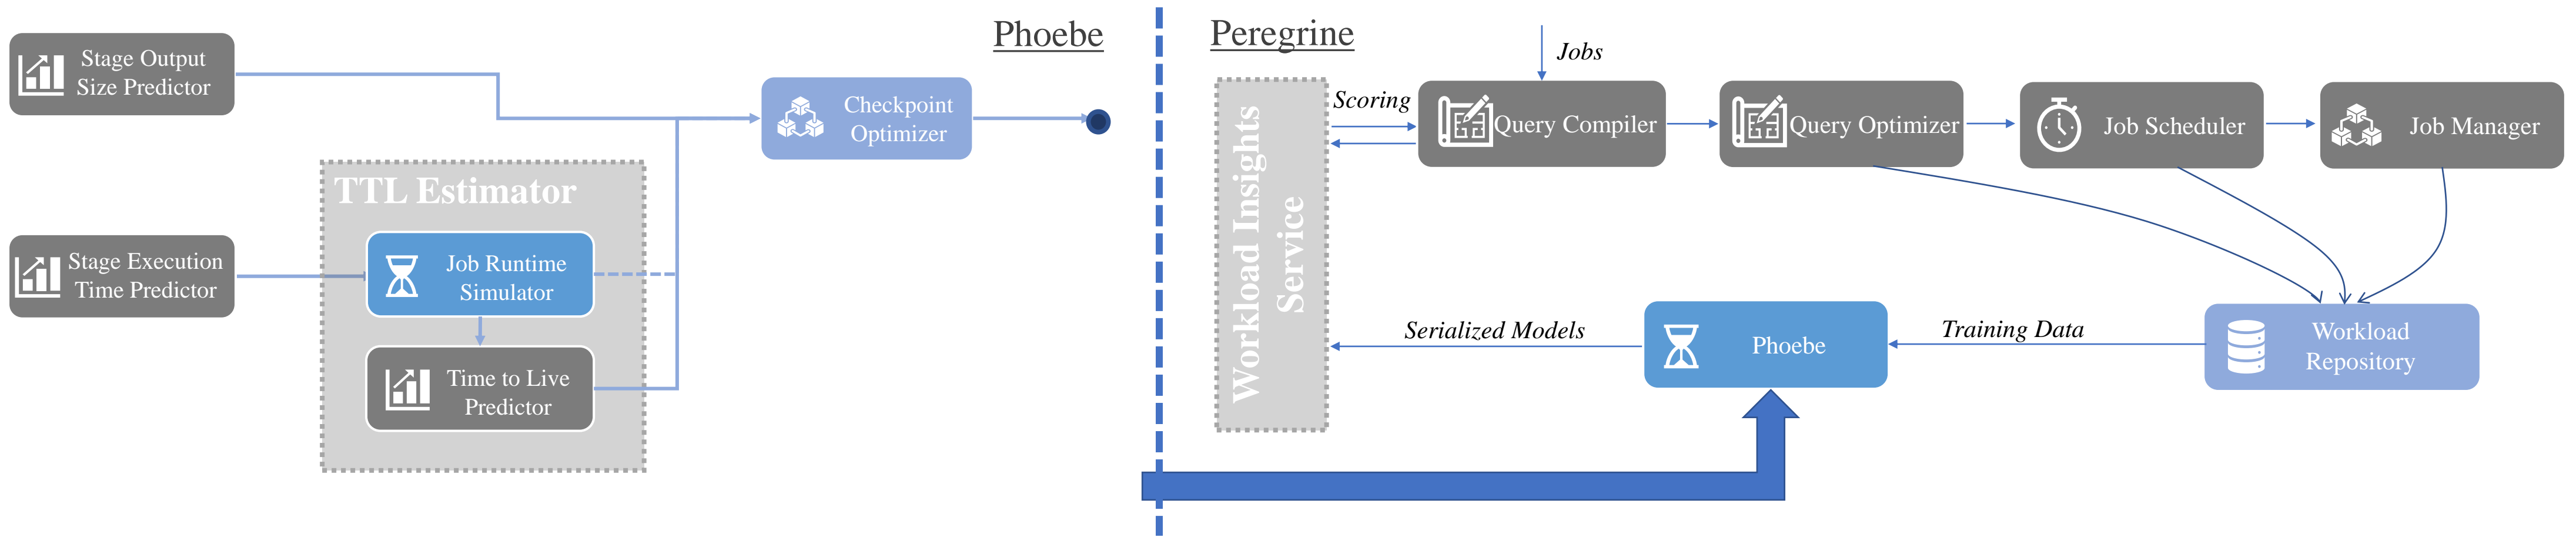 Phoebe
Stage Output
Size Predictor
Checkpoint
Optimizer
TTL Estimator
Stage Execution
Time Predictor
Job Runtime
Simulator
Time to Live
Predictor
Peregrine
Jobs
Workload Insights
Service
Scoring
Query Compiler
Query Optimizer
Job Scheduler
Job Manager
Serialized Models
Phoebe
Training Data
Workload
Repository